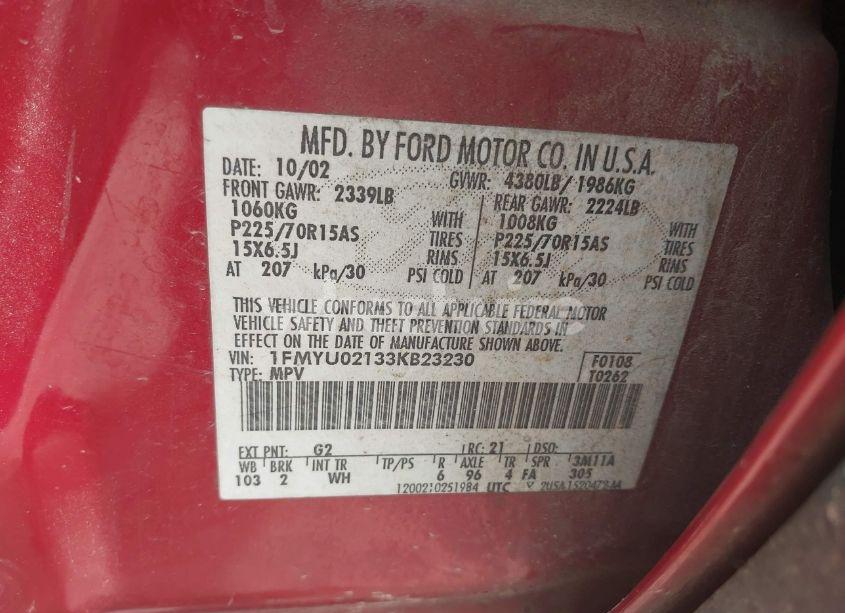 MFD. BY FORD MOTOR CO. IN U.S.A.
DATE: 10/02 GVWR: 4380LB/1986KG
FRONT GAWR: 2339LB REAR GAWR: 2224LB
1060KG WITH 1008KG WITH
P225/70R15AS TIRES P225/70R15AS TIRES
15X6.5J RIMS 15X6.5J RIMS
AT 207 kPa/30 PSI COLD AT 207 kPa/30 PSI COLD
THIS VEHICLE CONFORMS TO ALL APPLICABLE FEDERAL MOTOR
VEHICLE SAFETY AND THEFT PREVENTION STANDARDS IN
EFFECT ON THE DATE OF MANUFACTURE SHOWN ABOVE.
VIN: 1FMYU02133KB23230 F0108
TYPE: MPV T0262
EXT PNT: G2 RC: 21 DSO:
WB BRK INT TR TP/PS R AXLE TR SPR 3M11A
103 2 WH 6 96 4 FA 305
1200210251984 UTC